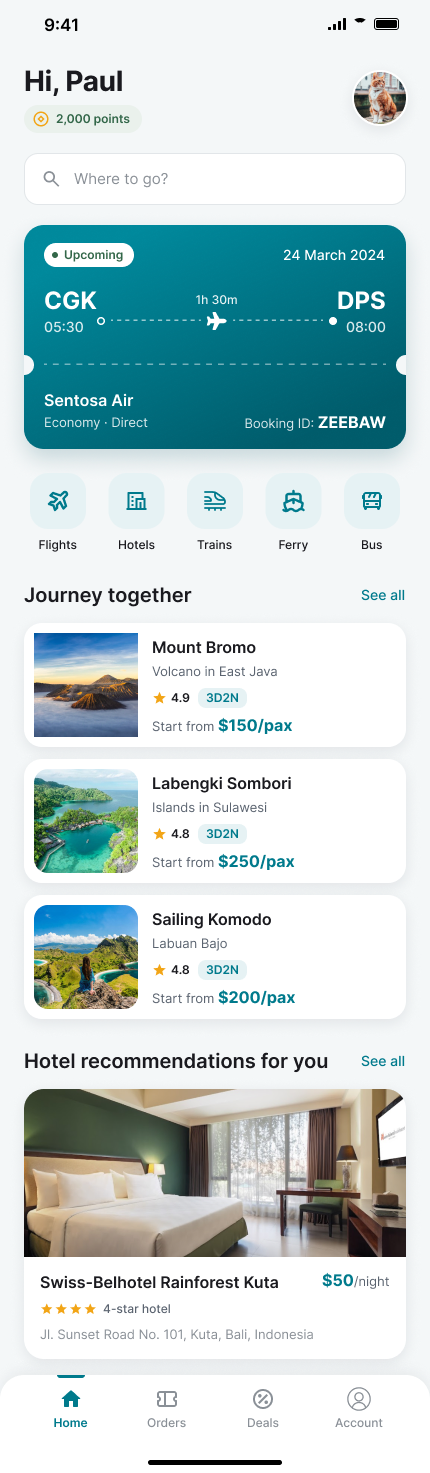 9:41
Hi, Paul
2,000 points
Where to go?
Upcoming
24 March 2024
CGK
1h 30m
DPS
05:30
08:00
Sentosa Air
Economy · Direct
Booking ID: ZEEBAW
Flights
Hotels
Trains
Ferry
Bus
Journey together
See all
Mount Bromo
Volcano in East Java
4.9
3D2N
Start from $150/pax
Labengki Sombori
Islands in Sulawesi
4.8
3D2N
Start from $250/pax
Sailing Komodo
Labuan Bajo
4.8
3D2N
Start from $200/pax
Hotel recommendations for you
See all
Swiss-Belhotel Rainforest Kuta
$50/night
4-star hotel
Jl. Sunset Road No. 101, Kuta, Bali, Indonesia
Home
Orders
Deals
Account